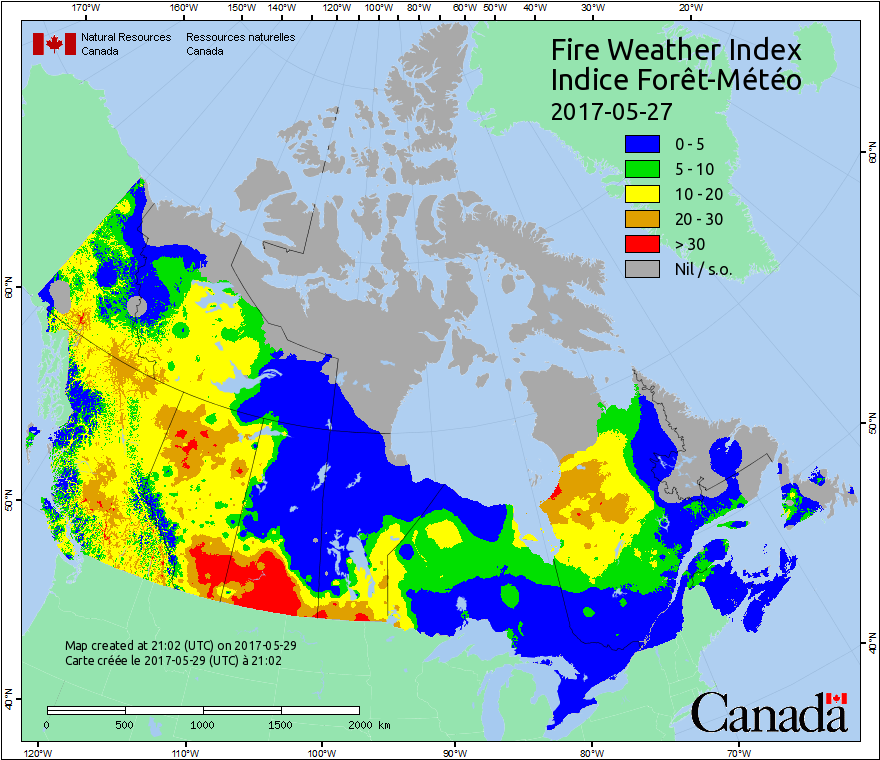 170°W 160°W 150°W 140°W 120°W 100°W 80°W 60°W 50°W 40°W 30°W 20°W
Natural Resources Canada
Ressources naturelles Canada
Fire Weather Index
Indice Forêt-Météo
2017-05-27
0 - 5
5 - 10
10 - 20
20 - 30
> 30
Nil / s.o.
60°N
60°N
50°N
50°N
40°N
40°N
Map created at 21:02 (UTC) on 2017-05-29
Carte créée le 2017-05-29 (UTC) à 21:02
0 500 1000 1500 2000 km
Canada
120°W 110°W 100°W 90°W 80°W 70°W